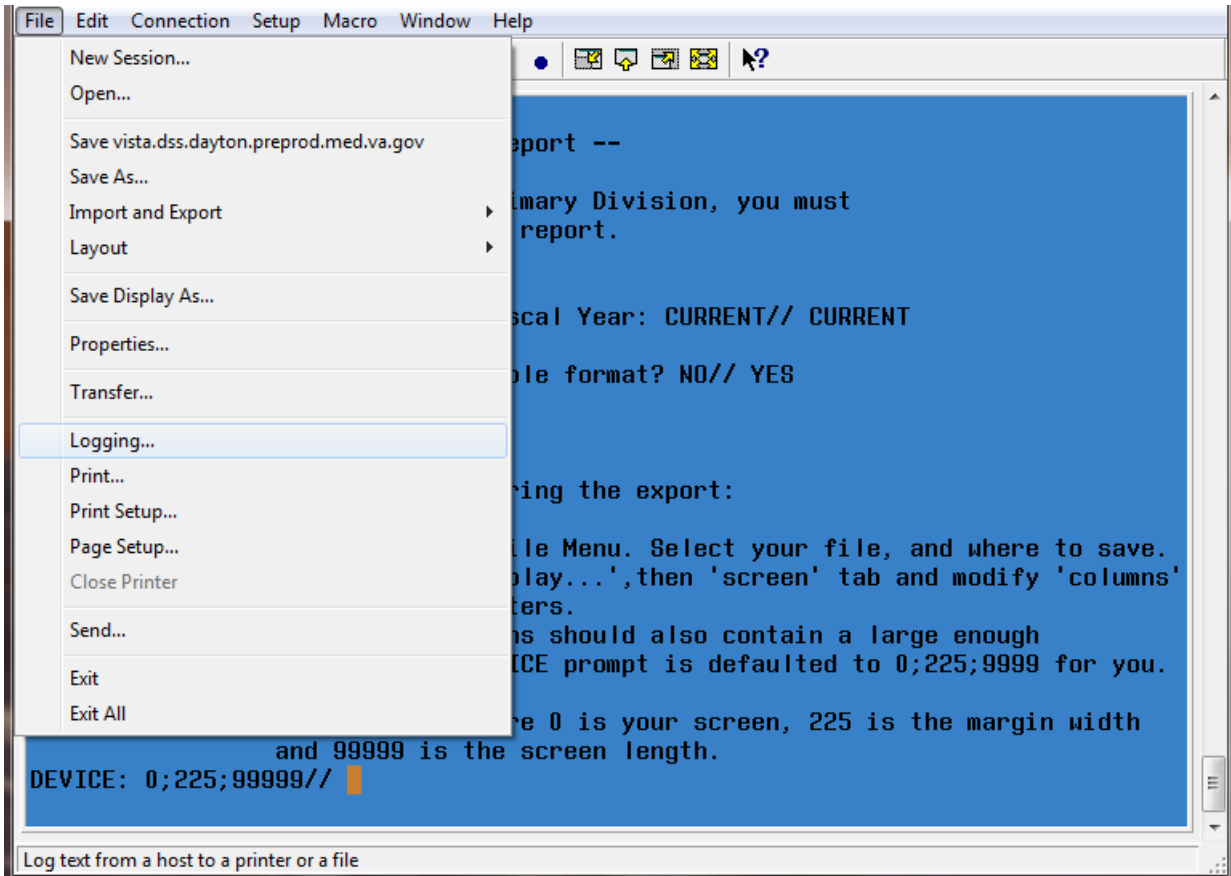 File Edit Connection Setup Macro Window Help
New Session...
Open...
Save vista.dss.dayton.preprod.med.va.gov
Save As...
Import and Export
Layout
Save Display As...
Properties...
Transfer...
Logging...
Print...
Print Setup...
Page Setup...
Close Printer
Send...
Exit
Exit All
eport --
imary Division, you must
report.
scal Year: CURRENT// CURRENT
ble format? NO// YES
ring the export:
ile Menu. Select your file, and where to save.
play...',then 'screen' tab and modify 'columns'
ters.
ns should also contain a large enough
ICE prompt is defaulted to 0;225;9999 for you.
re 0 is your screen, 225 is the margin width
and 99999 is the screen length.
DEVICE: 0;225;99999//
Log text from a host to a printer or a file